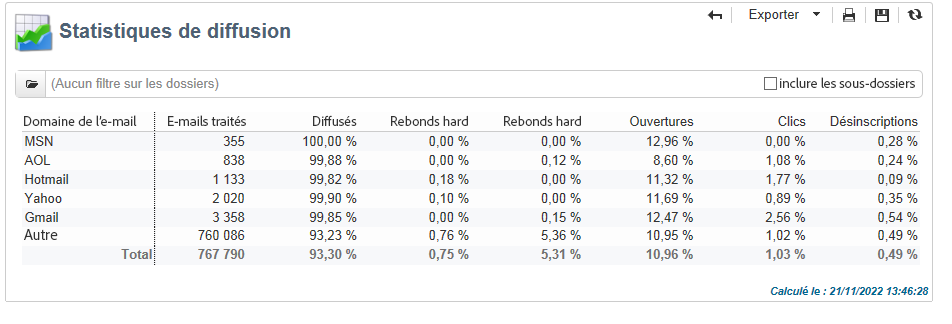 Exporter
Statistiques de diffusion
(Aucun filtre sur les dossiers) inclure les sous-dossiers
Domaine de l'e-mail E-mails traités Diffusés Rebonds hard Rebonds hard Ouvertures Clics Désinscriptions
MSN 355 100,00 % 0,00 % 0,00 % 12,96 % 0,00 % 0,28 %
AOL 838 99,88 % 0,00 % 0,12 % 8,60 % 1,08 % 0,24 %
Hotmail 1 133 99,82 % 0,18 % 0,00 % 11,32 % 1,77 % 0,09 %
Yahoo 2 020 99,90 % 0,10 % 0,00 % 11,69 % 0,89 % 0,35 %
Gmail 3 358 99,85 % 0,00 % 0,15 % 12,47 % 2,56 % 0,54 %
Autre 760 086 93,23 % 0,76 % 5,36 % 10,95 % 1,02 % 0,49 %
Total 767 790 93,30 % 0,75 % 5,31 % 10,96 % 1,03 % 0,49 %
Calculé le : 21/11/2022 13:46:28